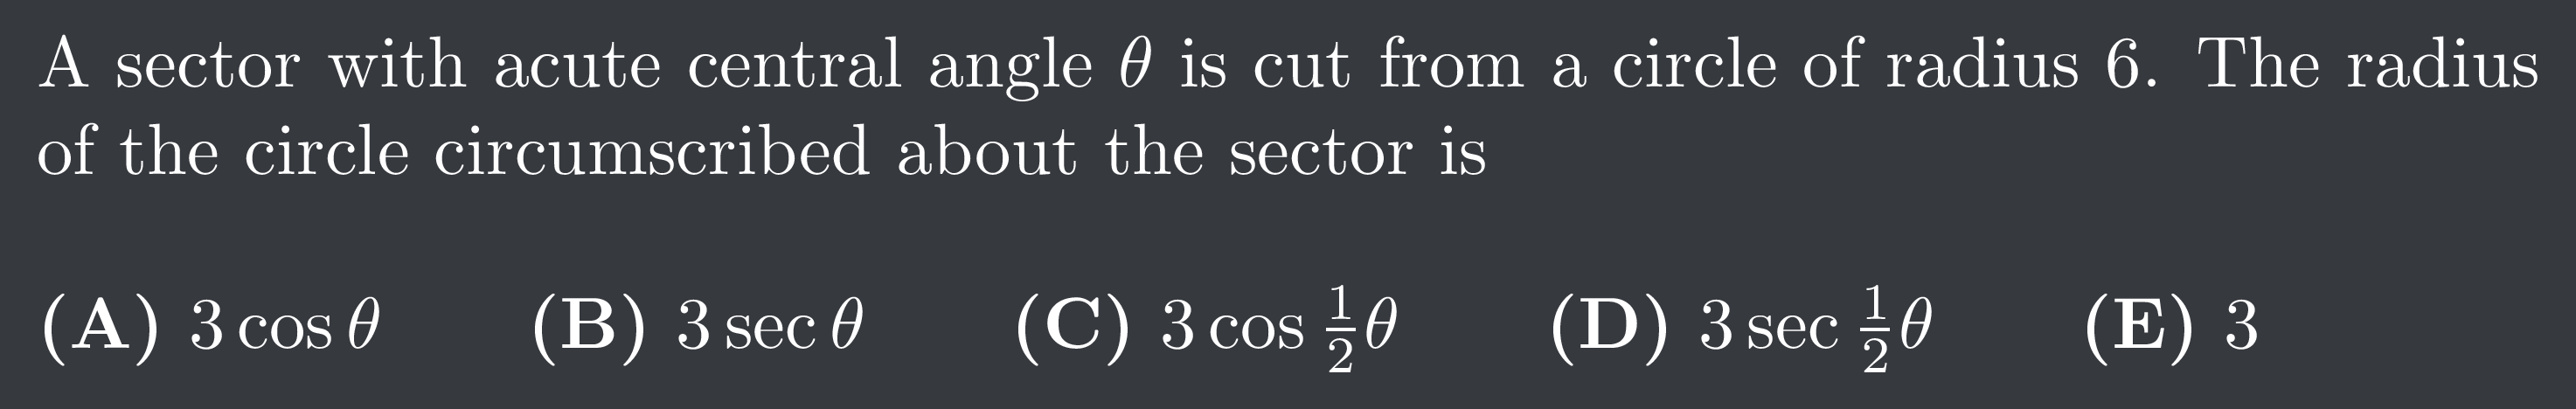 A sector with acute central angle θ is cut from a circle of radius 6. The radius
of the circle circumscribed about the sector is
(A) 3 cos θ (B) 3 sec θ (C) 3 cos ½θ (D) 3 sec ½θ (E) 3